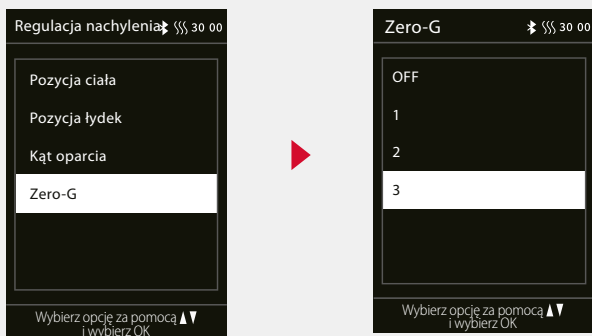 Regulacja nachylenia 30 00
Pozycja ciała
Pozycja łydek
Kąt oparcia
Zero-G
Wybierz opcję za pomocą ▲▼
i wybierz OK
Zero-G 30 00
OFF
1
2
3
Wybierz opcję za pomocą ▲▼
i wybierz OK